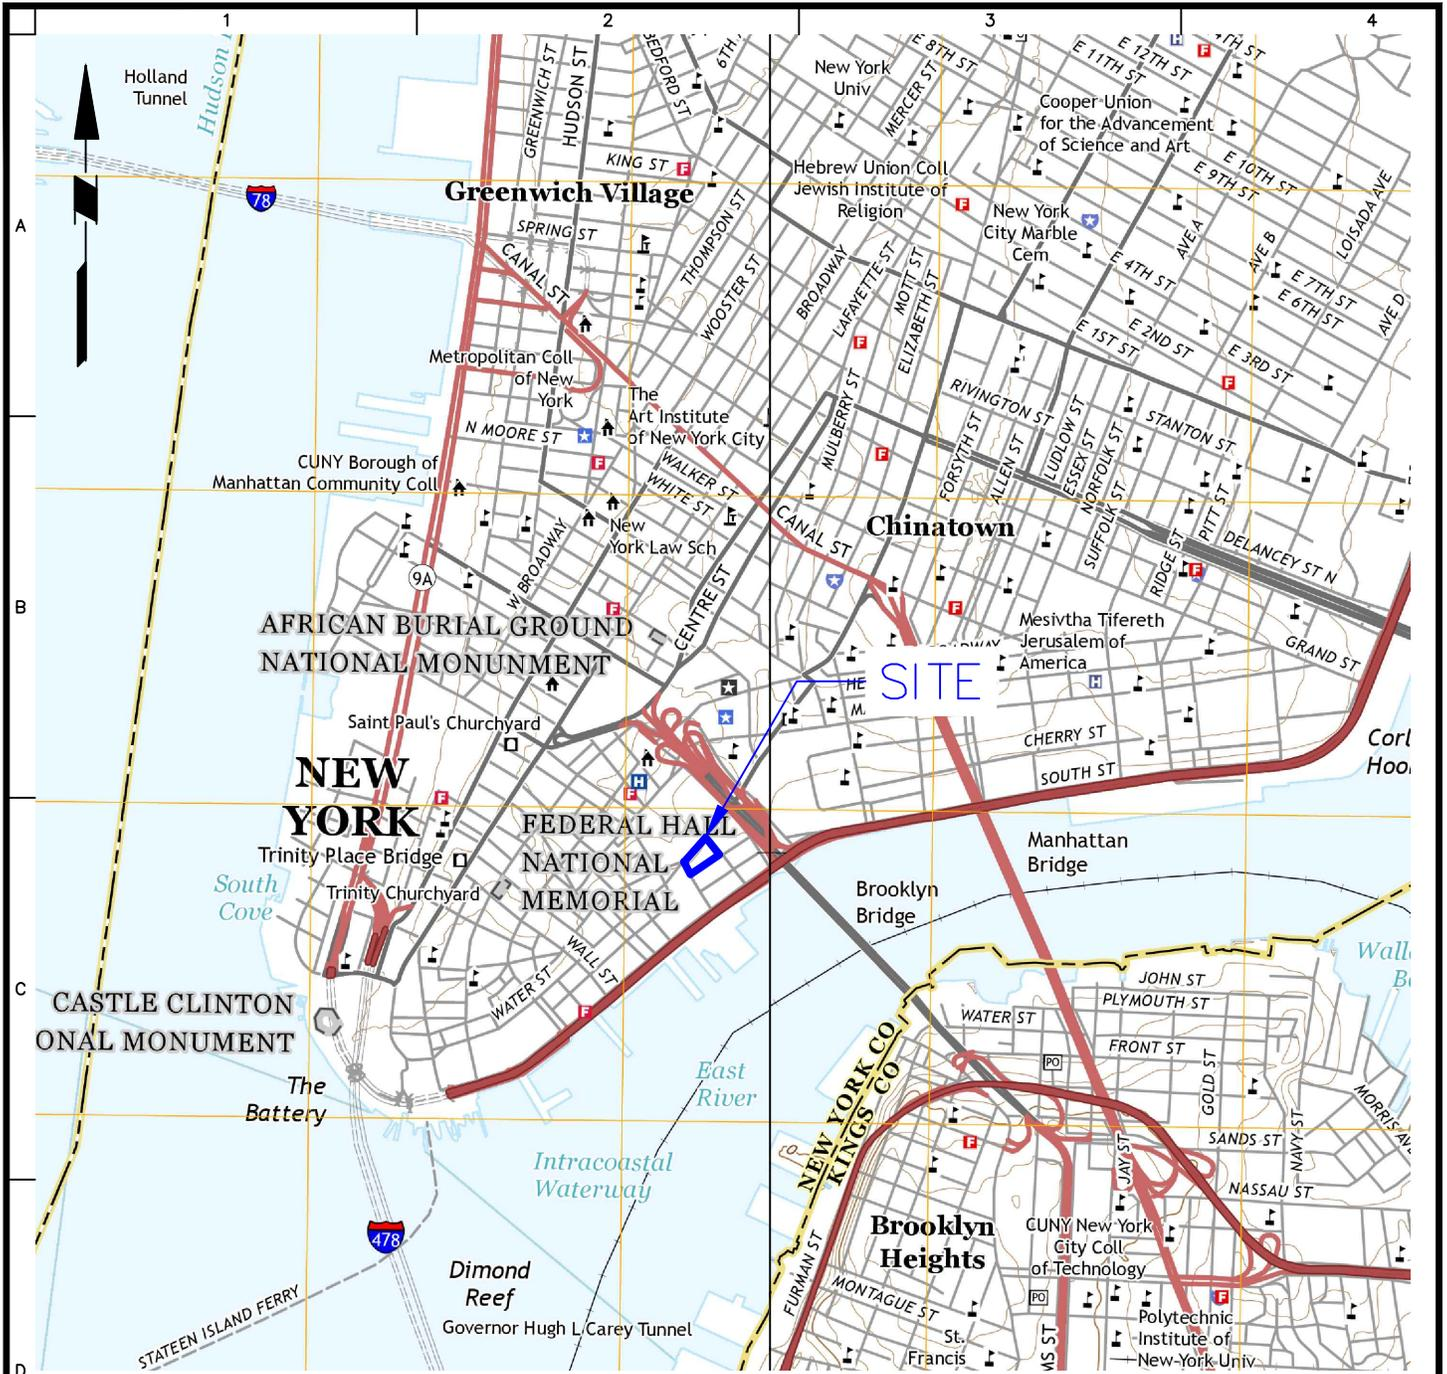 1
2
3
4
A
B
C
D
Holland
Tunnel
78
GREENWICH ST
HUDSON ST
BEDFORD ST
6TH
KING ST
Greenwich Village
SPRING ST
CANAL ST
THOMPSON ST
WOOSTER ST
New York
Univ
MERCER ST
E 8TH ST
E 11TH ST
E 12TH ST
H
F
Cooper Union
for the Advancement
of Science and Art
E 10TH ST
E 9TH ST
Hebrew Union Coll
Jewish Institute of
Religion
F
F
New York
City Marble
Cem
AVE A
AVE B
LOISADA AVE
AVE D
E 4TH ST
E 7TH ST
E 6TH ST
BROADWAY
LAFAYETTE ST
MOTT ST
ELIZABETH ST
E 1ST ST
E 2ND ST
E 3RD ST
F
F
Metropolitan Coll
of New
York
The
Art Institute
of New York City
N MOORE ST
F
WALKER ST
WHITE ST
CUNY Borough of
Manhattan Community Coll
New
York Law Sch
MULBERRY ST
F
RIVINGTON ST
STANTON ST
FORSYTH ST
ALLEN ST
LUDLOW ST
ESSEX ST
NORFOLK ST
SUFFOLK ST
RIDGE ST
PITT ST
DELANCEY ST N
F
GRAND ST
CANAL ST
Chinatown
9A
W BROADWAY
CENTRE ST
F
F
AFRICAN BURIAL GROUND
NATIONAL MONUNMENT
Mesivtha Tifereth
Jerusalem of
America
H
SITE
HE
Saint Paul's Churchyard
CHERRY ST
SOUTH ST
NEW
YORK
H
F
F
FEDERAL HALL
NATIONAL
MEMORIAL
Trinity Place Bridge
Trinity Churchyard
South
Cove
Manhattan
Bridge
Brooklyn
Bridge
WALL ST
WATER ST
F
CASTLE CLINTON
ONAL MONUMENT
The
Battery
East
River
Intracoastal
Waterway
NEW YORK CO
KINGS CO
JOHN ST
PLYMOUTH ST
WATER ST
FRONT ST
PO
GOLD ST
NAVY ST
SANDS ST
NASSAU ST
JAY ST
F
478
Dimond
Reef
Governor Hugh L Carey Tunnel
STATEEN ISLAND FERRY
FURMAN ST
Brooklyn
Heights
MONTAGUE ST
CUNY New York
City Coll
of Technology
PO
F
Polytechnic
Institute of
New York Univ
St.
Francis